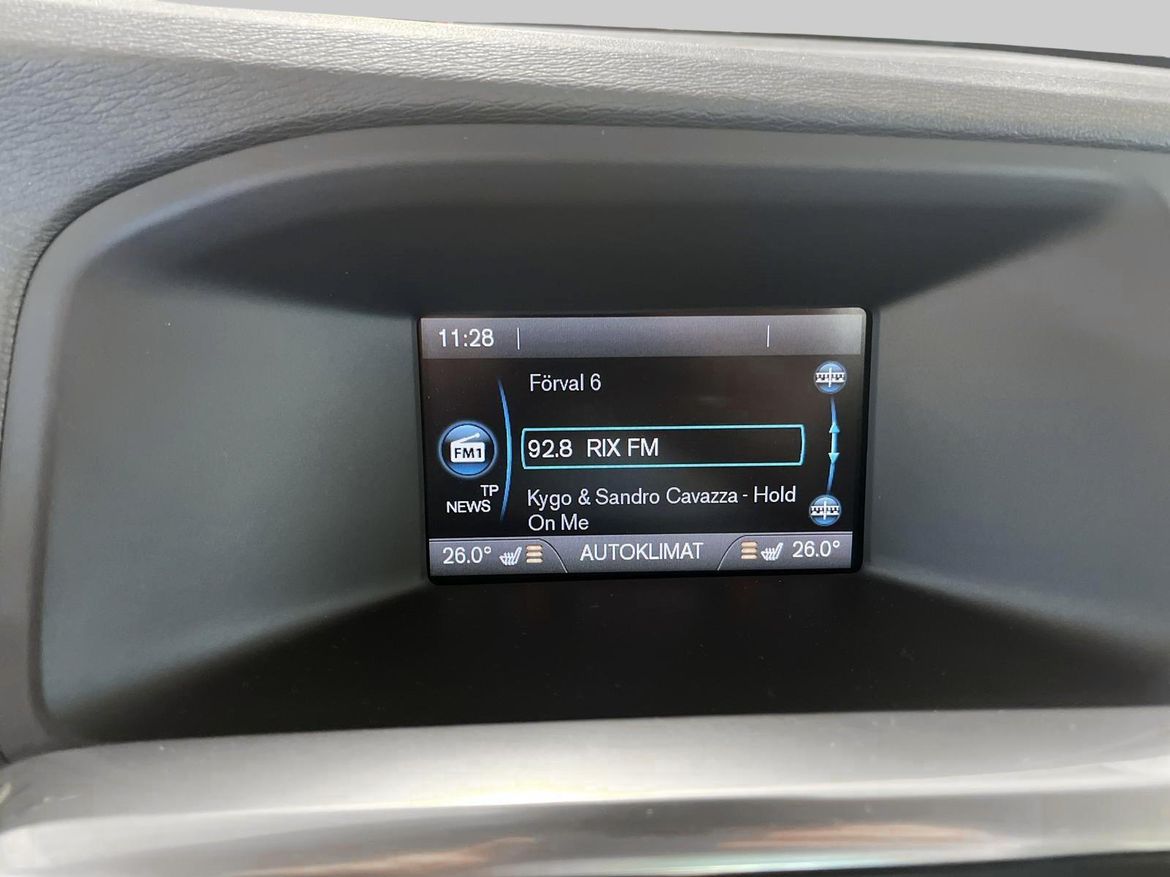 11:28
Förval 6
FM1
92.8 RIX FM
TP
NEWS
Kygo & Sandro Cavazza - Hold
On Me
26.0° AUTOKLIMAT 26.0°